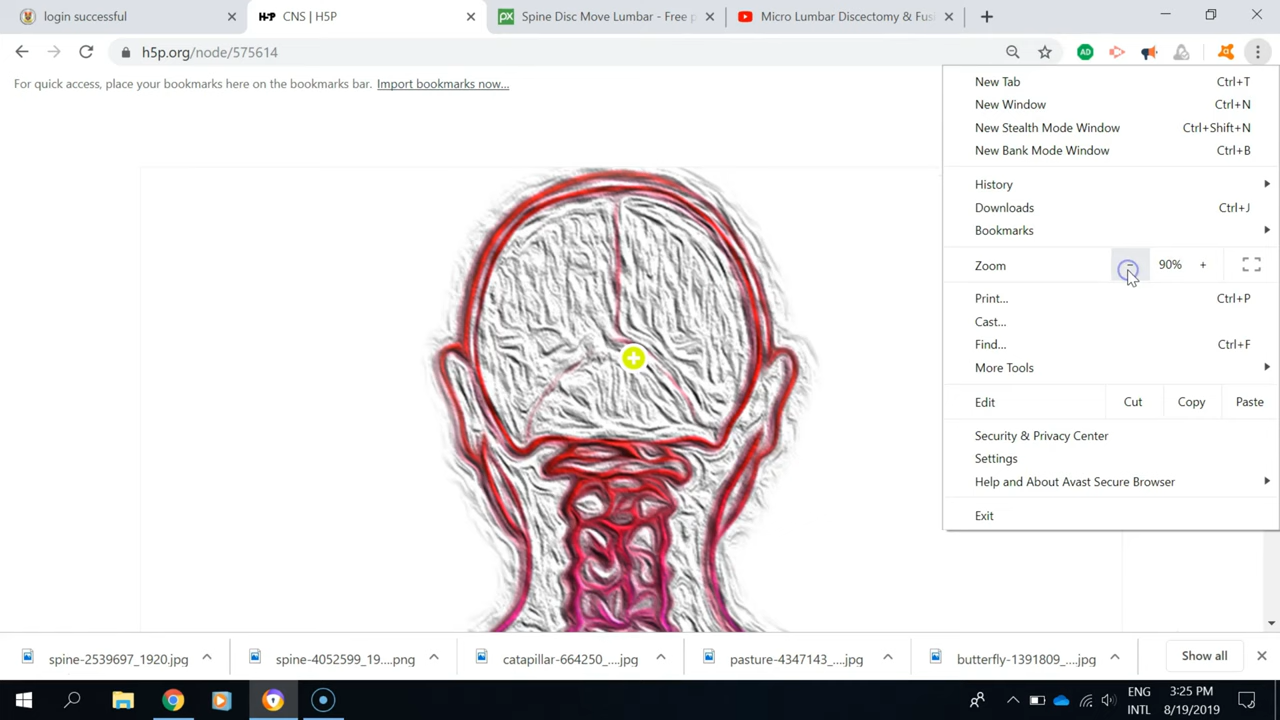 login successful
H-P CNS | H5P
Spine Disc Move Lumbar - Free p
Micro Lumbar Discectomy & Fus
h5p.org/node/575614
AD
For quick access, place your bookmarks here on the bookmarks bar. Import bookmarks now...
New Tab Ctrl+T
New Window Ctrl+N
New Stealth Mode Window Ctrl+Shift+N
New Bank Mode Window Ctrl+B
History
Downloads Ctrl+J
Bookmarks
Zoom - 90% +
Print... Ctrl+P
Cast...
Find... Ctrl+F
More Tools
Edit Cut Copy Paste
Security & Privacy Center
Settings
Help and About Avast Secure Browser
Exit
spine-2539697_1920.jpg
spine-4052599_19....png
catapillar-664250_....jpg
pasture-4347143_....jpg
butterfly-1391809_....jpg
Show all
ENG 3:25 PM
INTL 8/19/2019